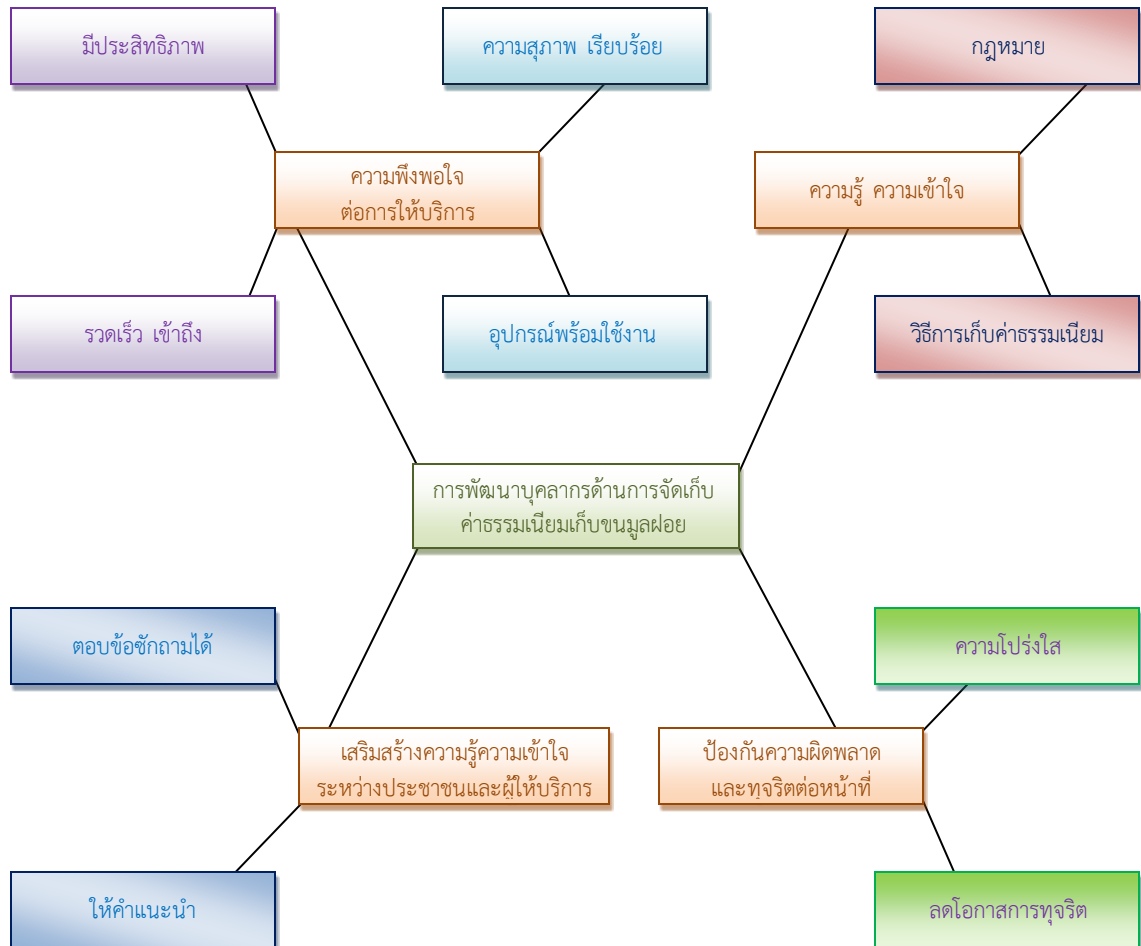 มีประสิทธิภาพ
ความสุภาพ เรียบร้อย
กฎหมาย
ความพึงพอใจ
ต่อการให้บริการ
ความรู้ ความเข้าใจ
รวดเร็ว เข้าถึง
อุปกรณ์พร้อมใช้งาน
วิธีการเก็บค่าธรรมเนียม
การพัฒนาบุคลากรด้านการจัดเก็บ
ค่าธรรมเนียมเก็บขนมูลฝอย
ตอบข้อซักถามได้
ความโปร่งใส
เสริมสร้างความรู้ความเข้าใจ
ระหว่างประชาชนและผู้ให้บริการ
ป้องกันความผิดพลาด
และทุจริตต่อหน้าที่
ให้คำแนะนำ
ลดโอกาสการทุจริต